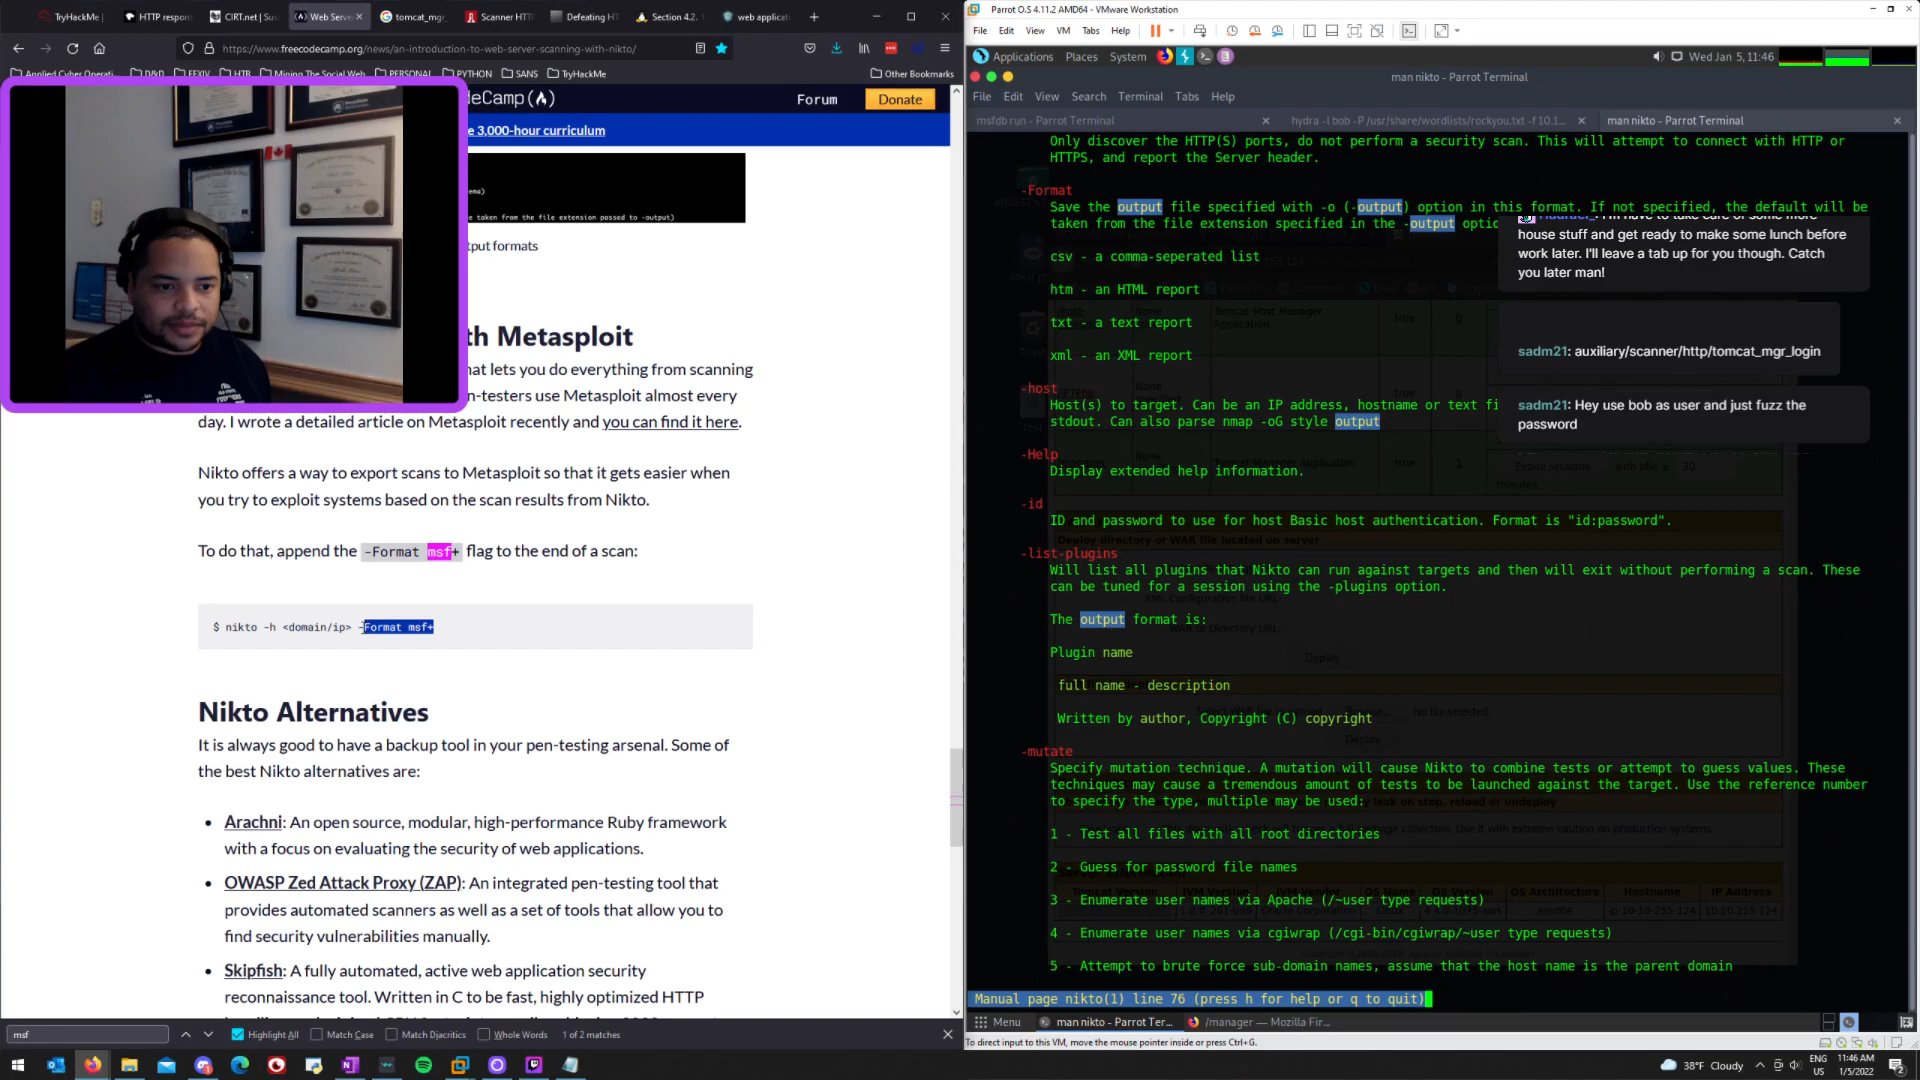 TryHackMe |
HTTP respon
CIRT.net | Sus
Web Serve
tomcat_mgr_
Scanner HTT
Defeating HT
Section 4.2.
web applicati
https://www.freecodecamp.org/news/an-introduction-to-web-server-scanning-with-nikto/
Applied Cyber Operati...
D&D
FFXIV
HTB
Mining The Social Web
PERSONAL
PYTHON
SANS
TryHackMe
Other Bookmarks
deCamp
Forum
Donate
e 3,000-hour curriculum
ema)
e taken from the file extension passed to -output)
tput formats
th Metasploit
hat lets you do everything from scanning
n-testers use Metasploit almost every
day. I wrote a detailed article on Metasploit recently and you can find it here.
Nikto offers a way to export scans to Metasploit so that it gets easier when
you try to exploit systems based on the scan results from Nikto.
To do that, append the -Format msf+ flag to the end of a scan:
$ nikto -h <domain/ip> -Format msf+
Nikto Alternatives
It is always good to have a backup tool in your pen-testing arsenal. Some of
the best Nikto alternatives are:
• Arachni: An open source, modular, high-performance Ruby framework
with a focus on evaluating the security of web applications.
• OWASP Zed Attack Proxy (ZAP): An integrated pen-testing tool that
provides automated scanners as well as a set of tools that allow you to
find security vulnerabilities manually.
• Skipfish: A fully automated, active web application security
reconnaissance tool. Written in C to be fast, highly optimized HTTP
msf
Highlight All
Match Case
Match Diacritics
Whole Words
1 of 2 matches
Parrot O.S 4.11.2 AMD64 - VMware Workstation
File Edit View VM Tabs Help
Applications Places System
Wed Jan 5, 11:46
man nikto - Parrot Terminal
File Edit View Search Terminal Tabs Help
msfdb run - Parrot Terminal
hydra -l bob -P /usr/share/wordlists/rockyou.txt -f 10.1...
man nikto - Parrot Terminal
Only discover the HTTP(S) ports, do not perform a security scan. This will attempt to connect with HTTP or
HTTPS, and report the Server header.
-Format
Save the output file specified with -o (-output) option in this format. If not specified, the default will be
taken from the file extension specified in the -output optio
csv - a comma-seperated list
htm - an HTML report
txt - a text report
xml - an XML report
-host
Host(s) to target. Can be an IP address, hostname or text fi
stdout. Can also parse nmap -oG style output
-Help
Display extended help information.
-id
ID and password to use for host Basic host authentication. Format is "id:password".
-list-plugins
Will list all plugins that Nikto can run against targets and then will exit without performing a scan. These
can be tuned for a session using the -plugins option.
The output format is:
Plugin name
full name - description
Written by author, Copyright (C) copyright
-mutate
Specify mutation technique. A mutation will cause Nikto to combine tests or attempt to guess values. These
techniques may cause a tremendous amount of tests to be launched against the target. Use the reference number
to specify the type, multiple may be used:
1 - Test all files with all root directories
2 - Guess for password file names
3 - Enumerate user names via Apache (/~user type requests)
4 - Enumerate user names via cgiwrap (/cgi-bin/cgiwrap/~user type requests)
5 - Attempt to brute force sub-domain names, assume that the host name is the parent domain
Manual page nikto(1) line 76 (press h for help or q to quit)
house stuff and get ready to make some lunch before
work later. I'll leave a tab up for you though. Catch
you later man!
sadm21: auxiliary/scanner/http/tomcat_mgr_login
sadm21: Hey use bob as user and just fuzz the
password
Menu
man nikto - Parrot Ter...
/manager — Mozilla Fir...
To direct input to this VM, move the mouse pointer inside or press Ctrl+G.
38°F Cloudy
ENG
US
11:46 AM
1/5/2022